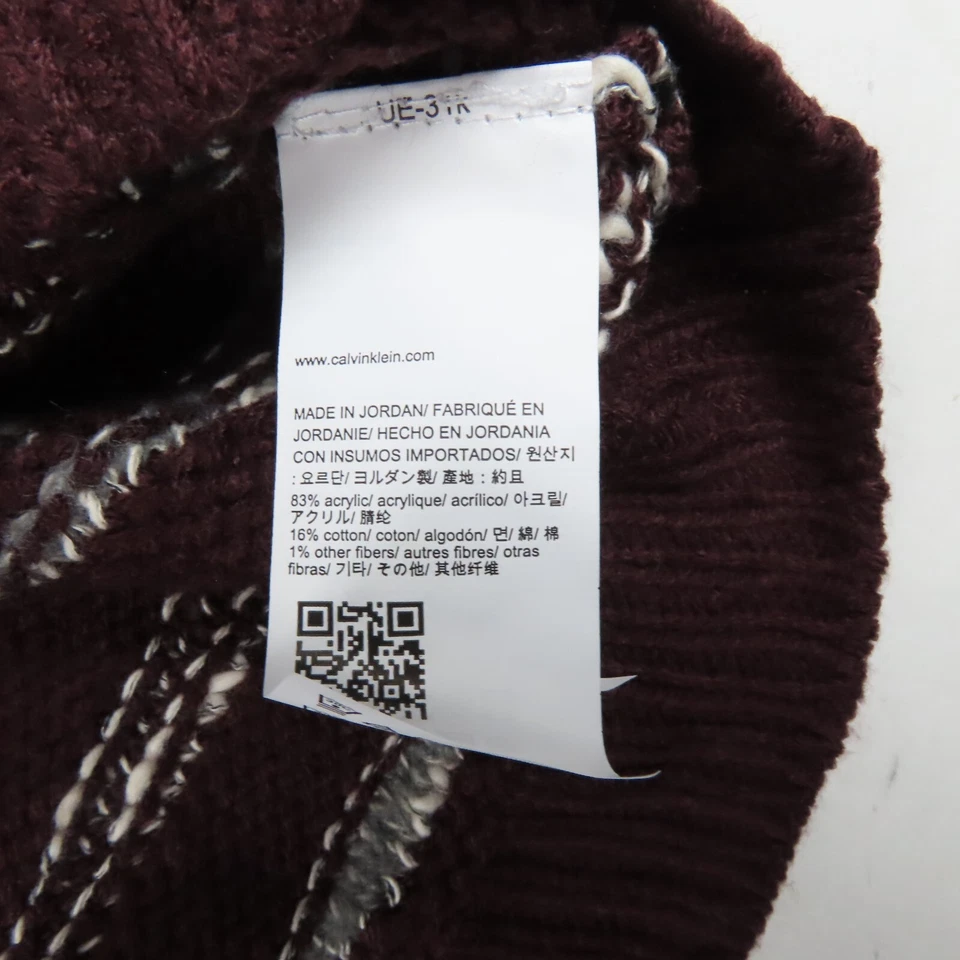 UE-31K
www.calvinklein.com
MADE IN JORDAN/ FABRIQUÉ EN
JORDANIE/ HECHO EN JORDANIA
CON INSUMOS IMPORTADOS/ 원산지
: 요르단/ ヨルダン製/ 產地 : 約旦
83% acrylic/ acrylique/ acrílico/ 아크릴/
アクリル/ 腈纶
16% cotton/ coton/ algodón/ 면/ 綿/ 棉
1% other fibers/ autres fibres/ otras
fibras/ 기타/ その他/ 其他纤维